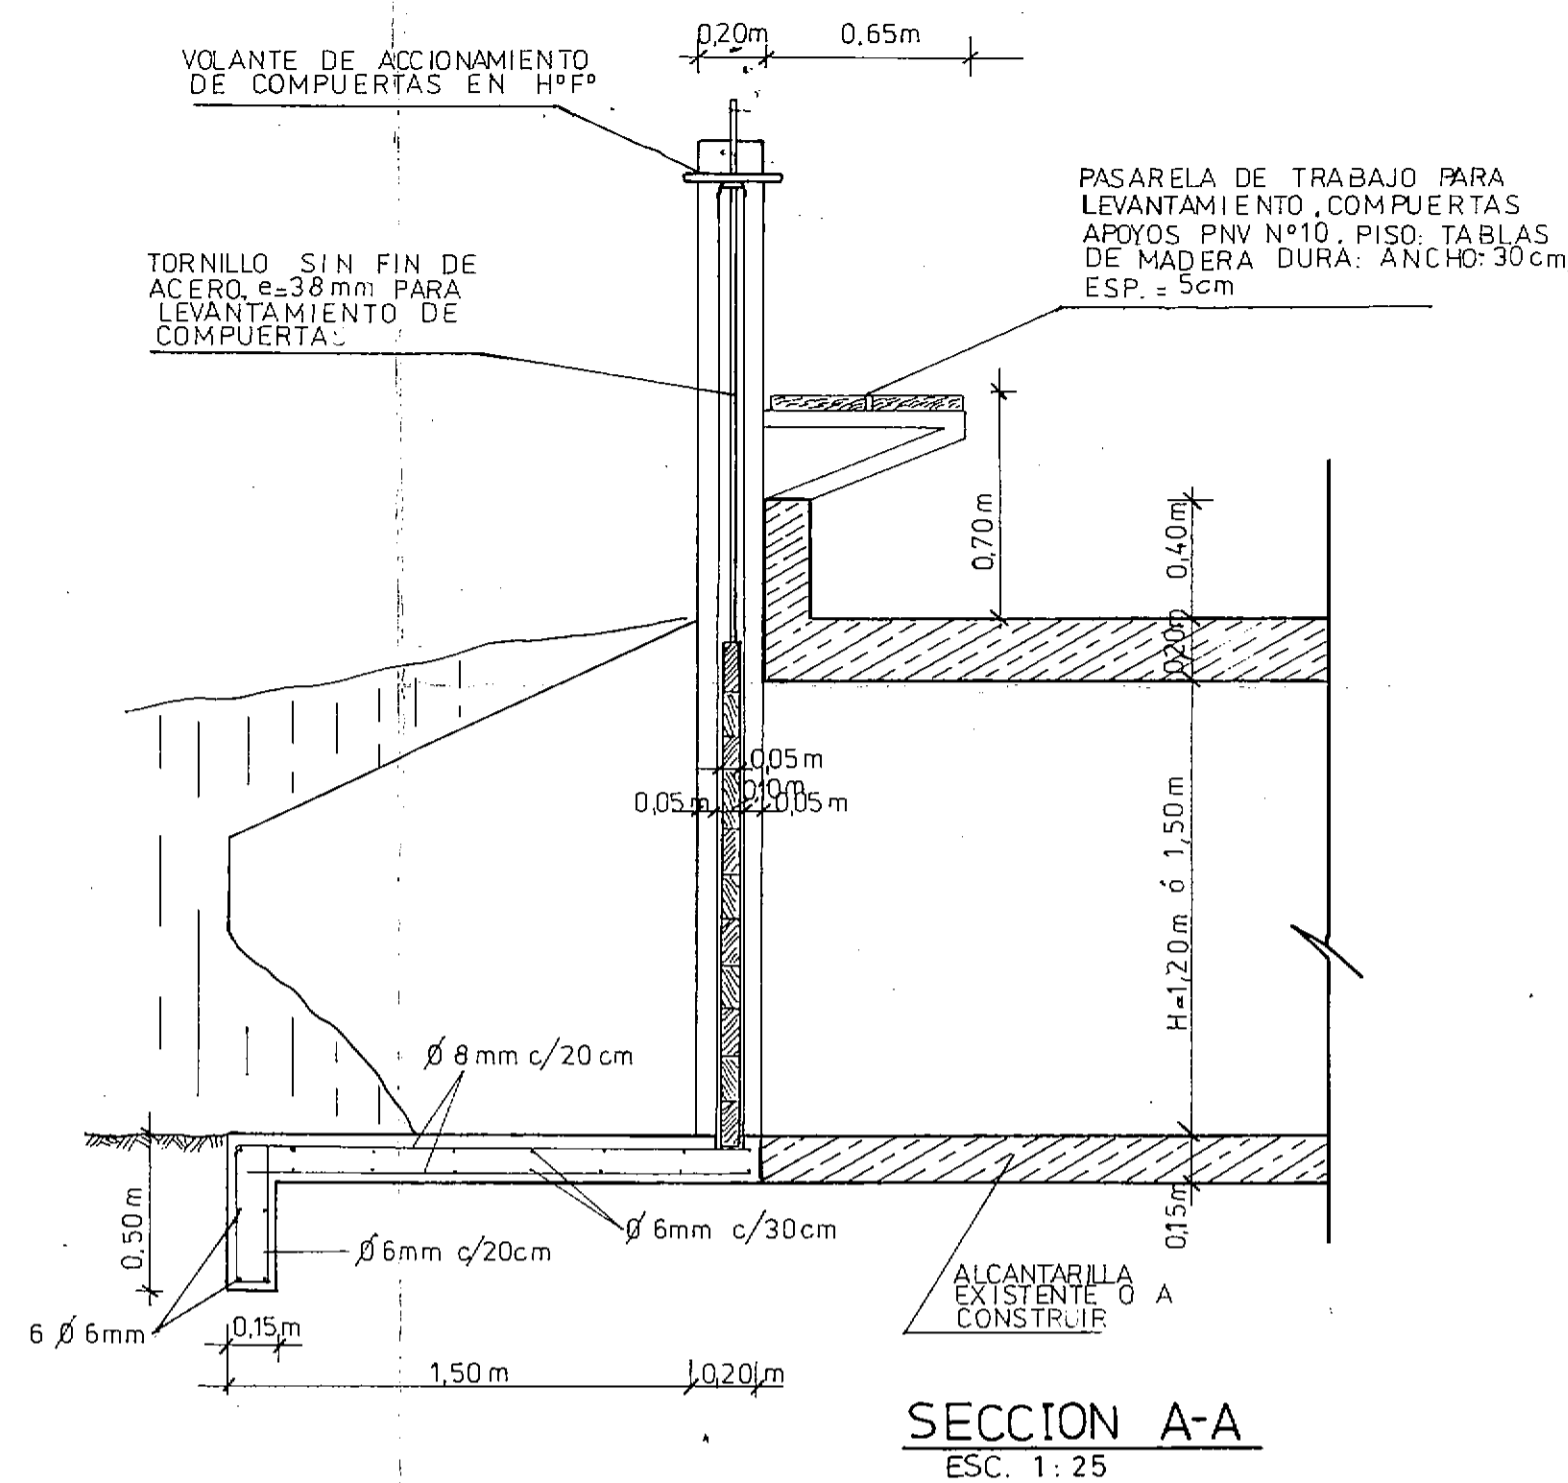 0,20m
0,65m
VOLANTE DE ACCIONAMIENTO
DE COMPUERTAS EN HºFº
PASARELA DE TRABAJO PARA
LEVANTAMIENTO, COMPUERTAS
APOYOS PNV Nº10. PISO: TABLAS
DE MADERA DURA: ANCHO: 30cm
ESP. = 5cm
TORNILLO SIN FIN DE
ACERO, e=38mm PARA
LEVANTAMIENTO DE
COMPUERTAS
0,70m
0,40m
0,20m
0,05m
0,10m
0,05m
0,05m
H=1,20m ó 1,50m
Ø 8mm c/20cm
0,50m
Ø 6mm c/30cm
Ø 6mm c/20cm
0,15m
6 Ø 6mm
0,15m
ALCANTARILLA
EXISTENTE O A
CONSTRUIR
1,50m
0,20m
SECCION A-A
ESC. 1:25